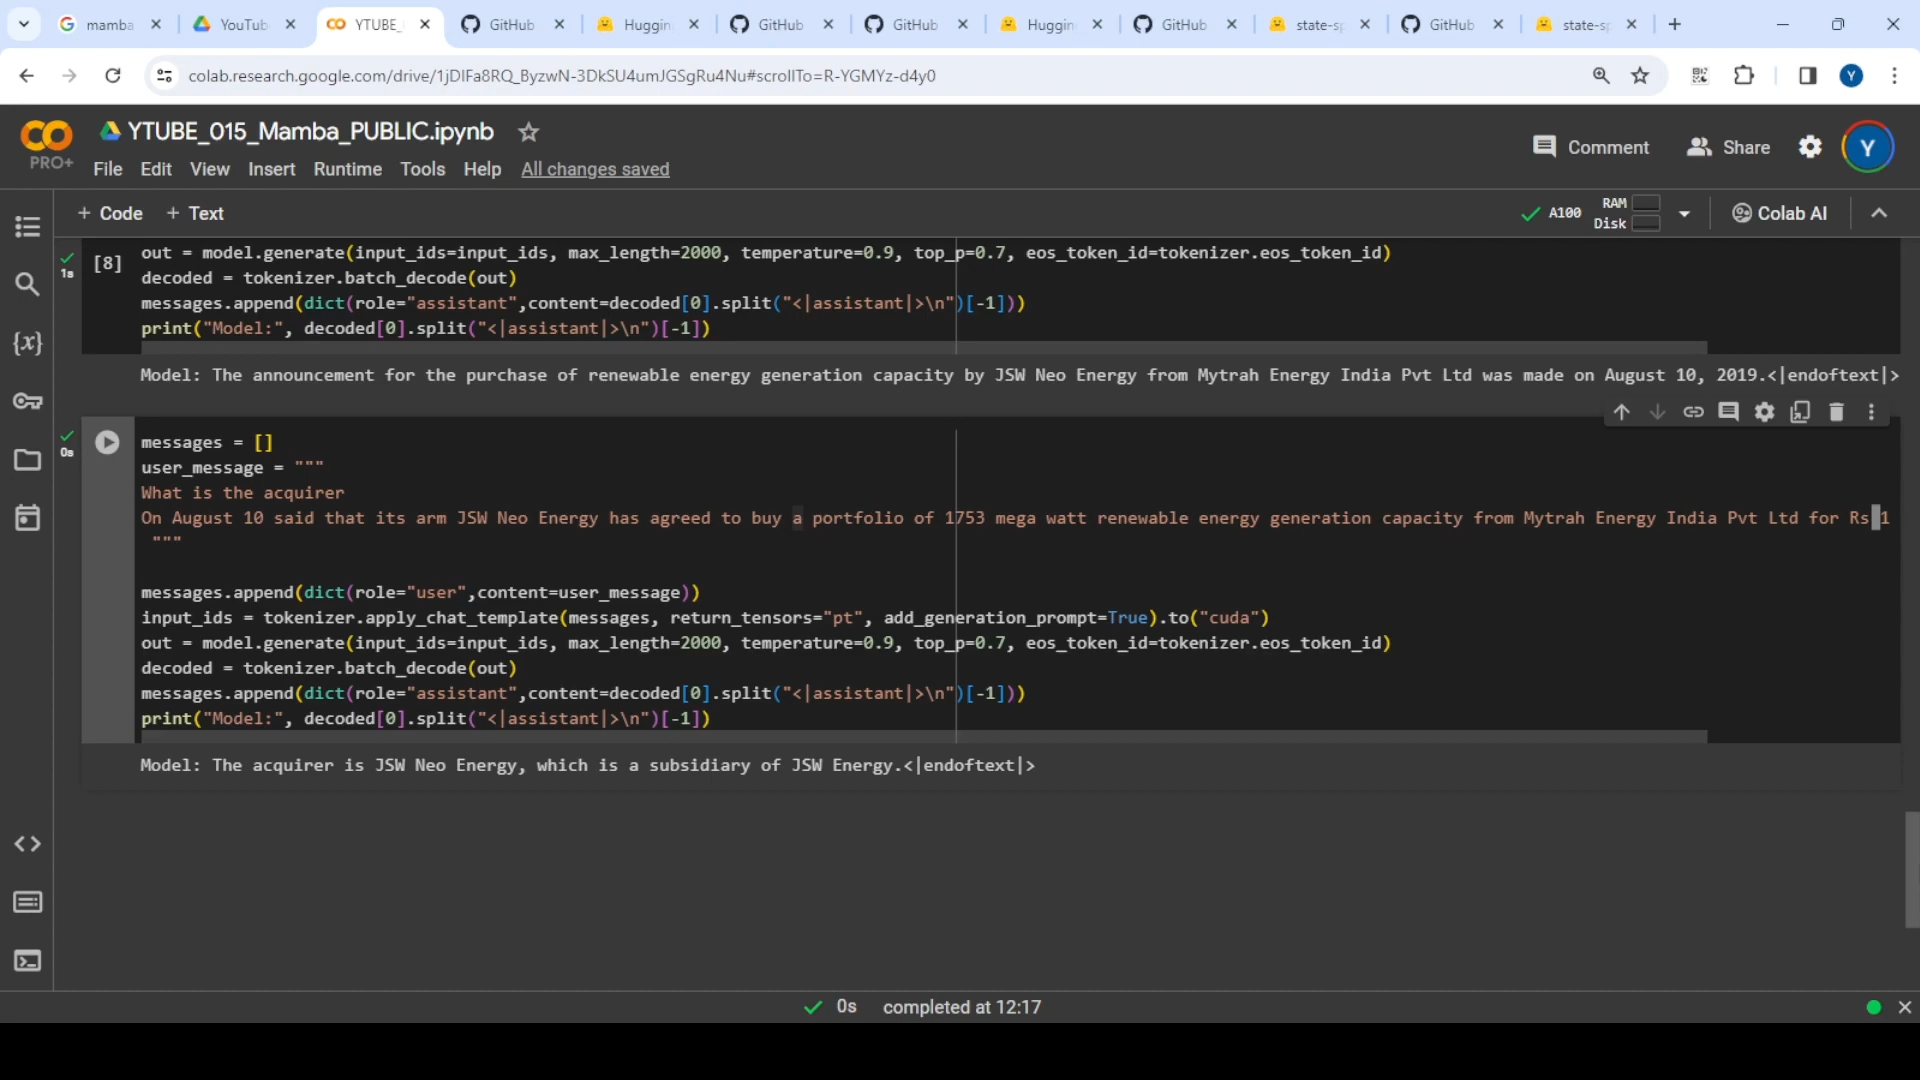 mamba
YouTub
YTUBE_
GitHub
Huggin
GitHub
GitHub
Huggin
GitHub
state-sp
GitHub
state-sp
colab.research.google.com/drive/1jDIFa8RQ_ByzwN-3DkSU4umJGSgRu4Nu#scrollTo=R-YGMYz-d4y0
Y
CO
PRO+
YTUBE_015_Mamba_PUBLIC.ipynb
File Edit View Insert Runtime Tools Help All changes saved
Comment Share Y
+ Code + Text
A100 RAM Disk Colab AI
1s [8] out = model.generate(input_ids=input_ids, max_length=2000, temperature=0.9, top_p=0.7, eos_token_id=tokenizer.eos_token_id)
decoded = tokenizer.batch_decode(out)
messages.append(dict(role="assistant",content=decoded[0].split("<|assistant|>\n")[-1]))
print("Model:", decoded[0].split("<|assistant|>\n")[-1])
Model: The announcement for the purchase of renewable energy generation capacity by JSW Neo Energy from Mytrah Energy India Pvt Ltd was made on August 10, 2019.<|endoftext|>
0s messages = []
user_message = """
What is the acquirer
On August 10 said that its arm JSW Neo Energy has agreed to buy a portfolio of 1753 mega watt renewable energy generation capacity from Mytrah Energy India Pvt Ltd for Rs 1
"""
messages.append(dict(role="user",content=user_message))
input_ids = tokenizer.apply_chat_template(messages, return_tensors="pt", add_generation_prompt=True).to("cuda")
out = model.generate(input_ids=input_ids, max_length=2000, temperature=0.9, top_p=0.7, eos_token_id=tokenizer.eos_token_id)
decoded = tokenizer.batch_decode(out)
messages.append(dict(role="assistant",content=decoded[0].split("<|assistant|>\n")[-1]))
print("Model:", decoded[0].split("<|assistant|>\n")[-1])
Model: The acquirer is JSW Neo Energy, which is a subsidiary of JSW Energy.<|endoftext|>
0s completed at 12:17